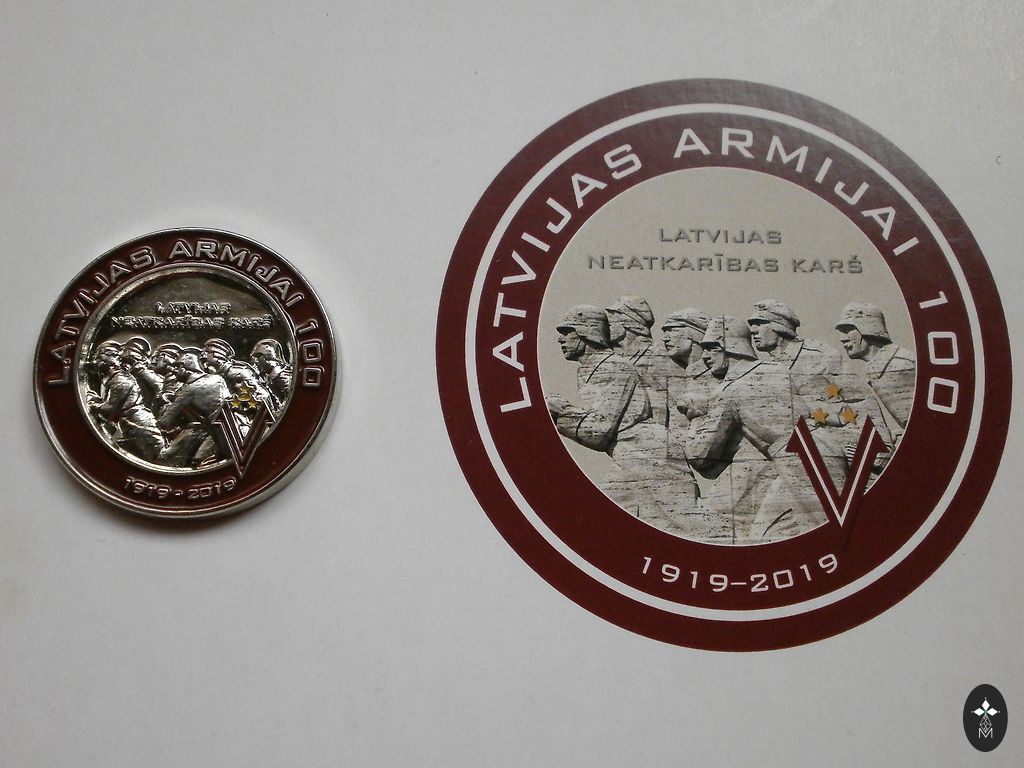 LATVIJAS ARMIJAI 100
LATVIJAS
NEATKARĪBAS KARŠ
1919-2019
LATVIJAS ARMIJAI 100
LATVIJAS
NEATKARĪBAS KARŠ
1919–2019
M